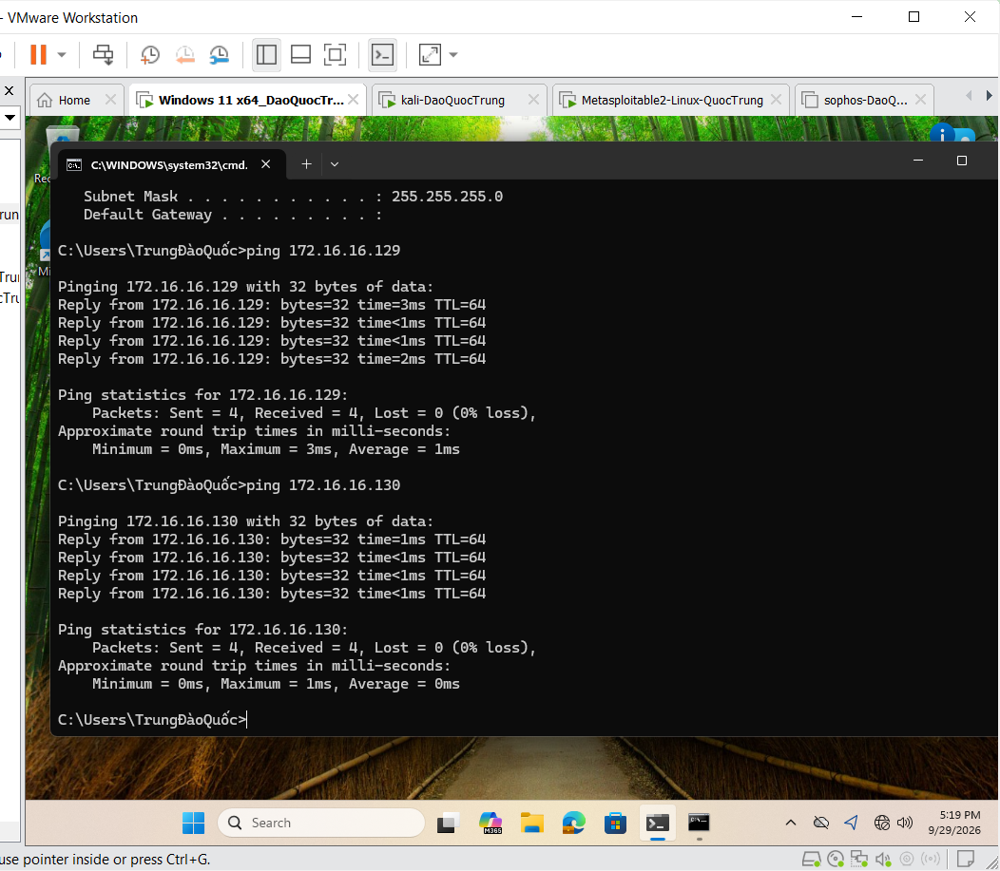 - VMware Workstation
Home
Windows 11 x64_DaoQuocTr...
kali-DaoQuocTrung
Metasploitable2-Linux-QuocTrung
sophos-DaoQ...
C:\WINDOWS\system32\cmd.
Subnet Mask . . . . . . . . . . . : 255.255.255.0
Default Gateway . . . . . . . . . :
C:\Users\TrungĐàoQuốc>ping 172.16.16.129
Pinging 172.16.16.129 with 32 bytes of data:
Reply from 172.16.16.129: bytes=32 time=3ms TTL=64
Reply from 172.16.16.129: bytes=32 time<1ms TTL=64
Reply from 172.16.16.129: bytes=32 time<1ms TTL=64
Reply from 172.16.16.129: bytes=32 time=2ms TTL=64
Ping statistics for 172.16.16.129:
Packets: Sent = 4, Received = 4, Lost = 0 (0% loss),
Approximate round trip times in milli-seconds:
Minimum = 0ms, Maximum = 3ms, Average = 1ms
C:\Users\TrungĐàoQuốc>ping 172.16.16.130
Pinging 172.16.16.130 with 32 bytes of data:
Reply from 172.16.16.130: bytes=32 time=1ms TTL=64
Reply from 172.16.16.130: bytes=32 time<1ms TTL=64
Reply from 172.16.16.130: bytes=32 time<1ms TTL=64
Reply from 172.16.16.130: bytes=32 time<1ms TTL=64
Ping statistics for 172.16.16.130:
Packets: Sent = 4, Received = 4, Lost = 0 (0% loss),
Approximate round trip times in milli-seconds:
Minimum = 0ms, Maximum = 1ms, Average = 0ms
C:\Users\TrungĐàoQuốc>
Search
M365
5:19 PM
9/29/2026
use pointer inside or press Ctrl+G.